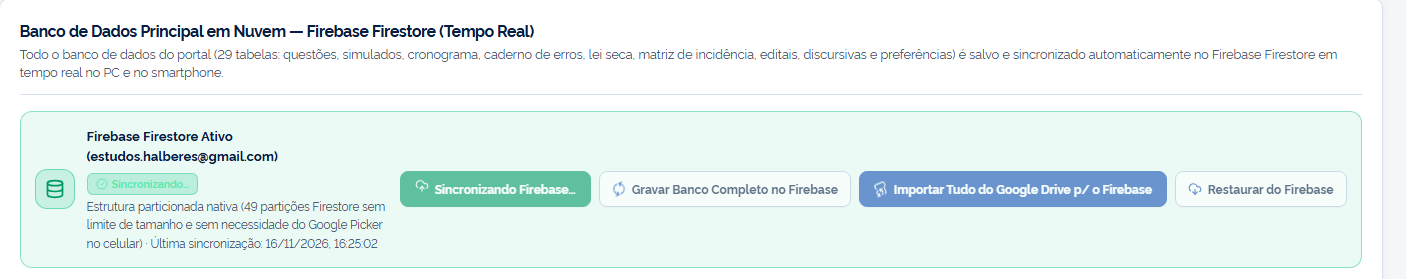 Banco de Dados Principal em Nuvem — Firebase Firestore (Tempo Real)
Todo o banco de dados do portal (29 tabelas: questões, simulados, cronograma, caderno de erros, lei seca, matriz de incidência, editais, discursivas e preferências) é salvo e sincronizado automaticamente no Firebase Firestore em
tempo real no PC e no smartphone.
Firebase Firestore Ativo
(estudos.halberes@gmail.com)
Sincronizando...
Estrutura particionada nativa (49 partições Firestore sem
limite de tamanho e sem necessidade do Google Picker
no celular) · Última sincronização: 16/11/2026, 16:25:02
Sincronizando Firebase...
Gravar Banco Completo no Firebase
Importar Tudo do Google Drive p/ o Firebase
Restaurar do Firebase